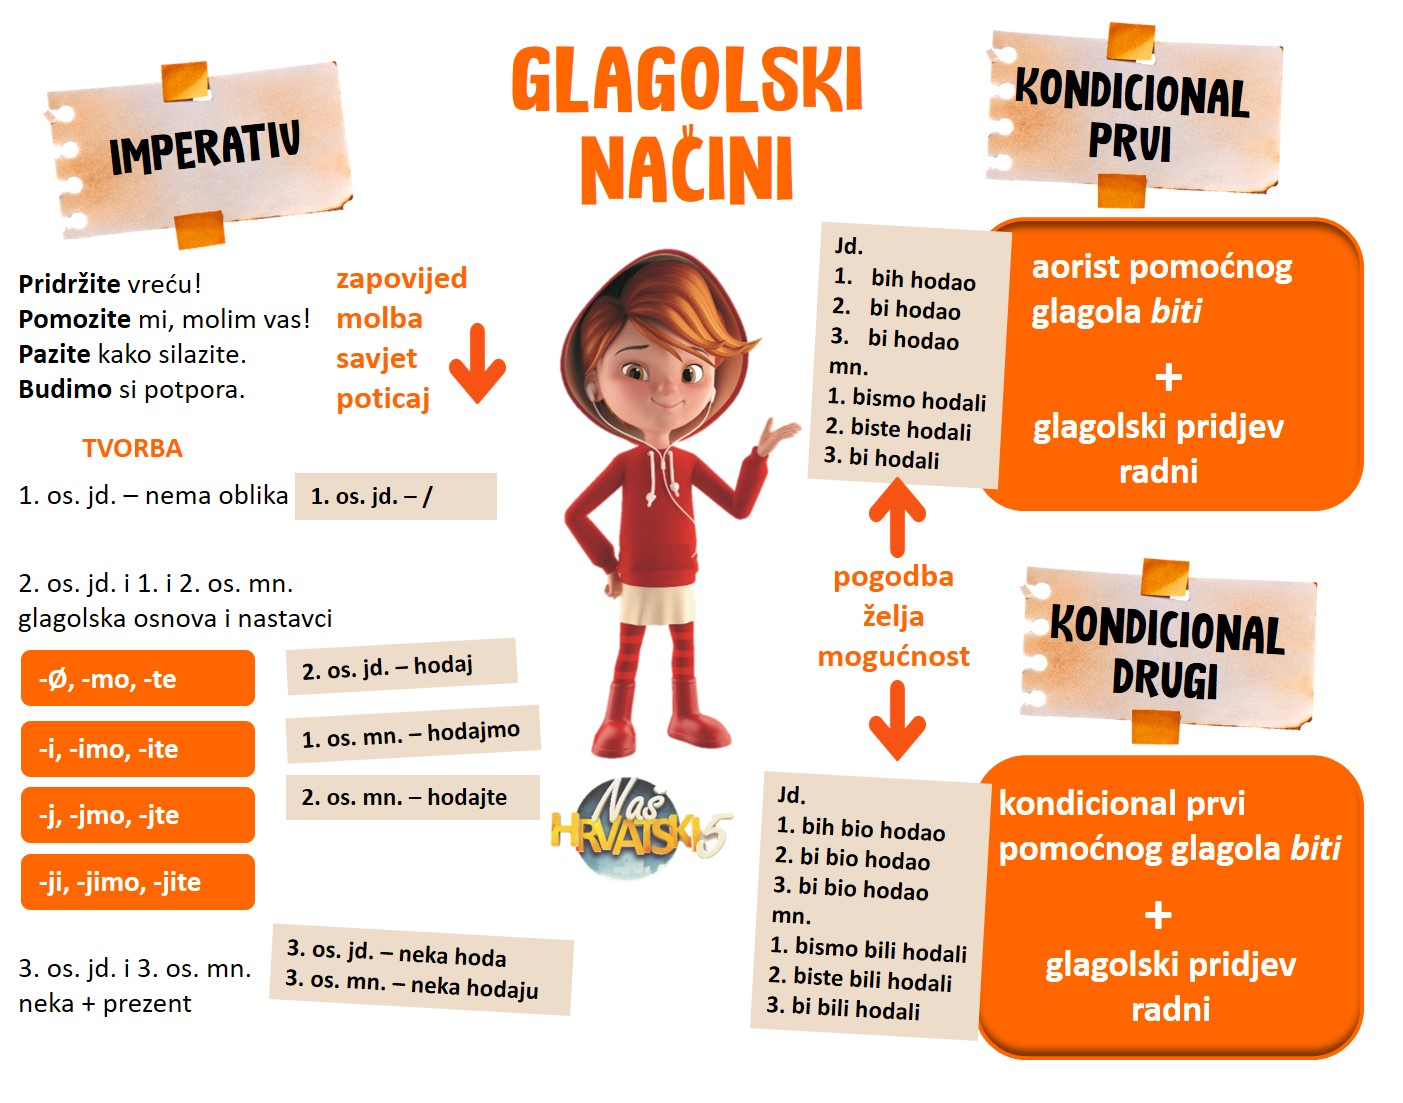 GLAGOLSKI
NAČINI
IMPERATIV
Pridržite vreću!
Pomozite mi, molim vas!
Pazite kako silazite.
Budimo si potpora.
zapovijed
molba
savjet
poticaj
TVORBA
1. os. jd. – nema oblika
1. os. jd. – /
2. os. jd. i 1. i 2. os. mn.
glagolska osnova i nastavci
-Ø, -mo, -te
-i, -imo, -ite
-j, -jmo, -jte
-ji, -jimo, -jite
2. os. jd. – hodaj
1. os. mn. – hodajmo
2. os. mn. – hodajte
3. os. jd. i 3. os. mn.
neka + prezent
3. os. jd. – neka hoda
3. os. mn. – neka hodaju
Naš
HRVATSKI 5
KONDICIONAL
PRVI
Jd.
1. bih hodao
2. bi hodao
3. bi hodao
mn.
1. bismo hodali
2. biste hodali
3. bi hodali
aorist pomoćnog
glagola biti
+
glagolski pridjev
radni
pogodba
želja
mogućnost
KONDICIONAL
DRUGI
Jd.
1. bih bio hodao
2. bi bio hodao
3. bi bio hodao
mn.
1. bismo bili hodali
2. biste bili hodali
3. bi bili hodali
kondicional prvi
pomoćnog glagola biti
+
glagolski pridjev
radni